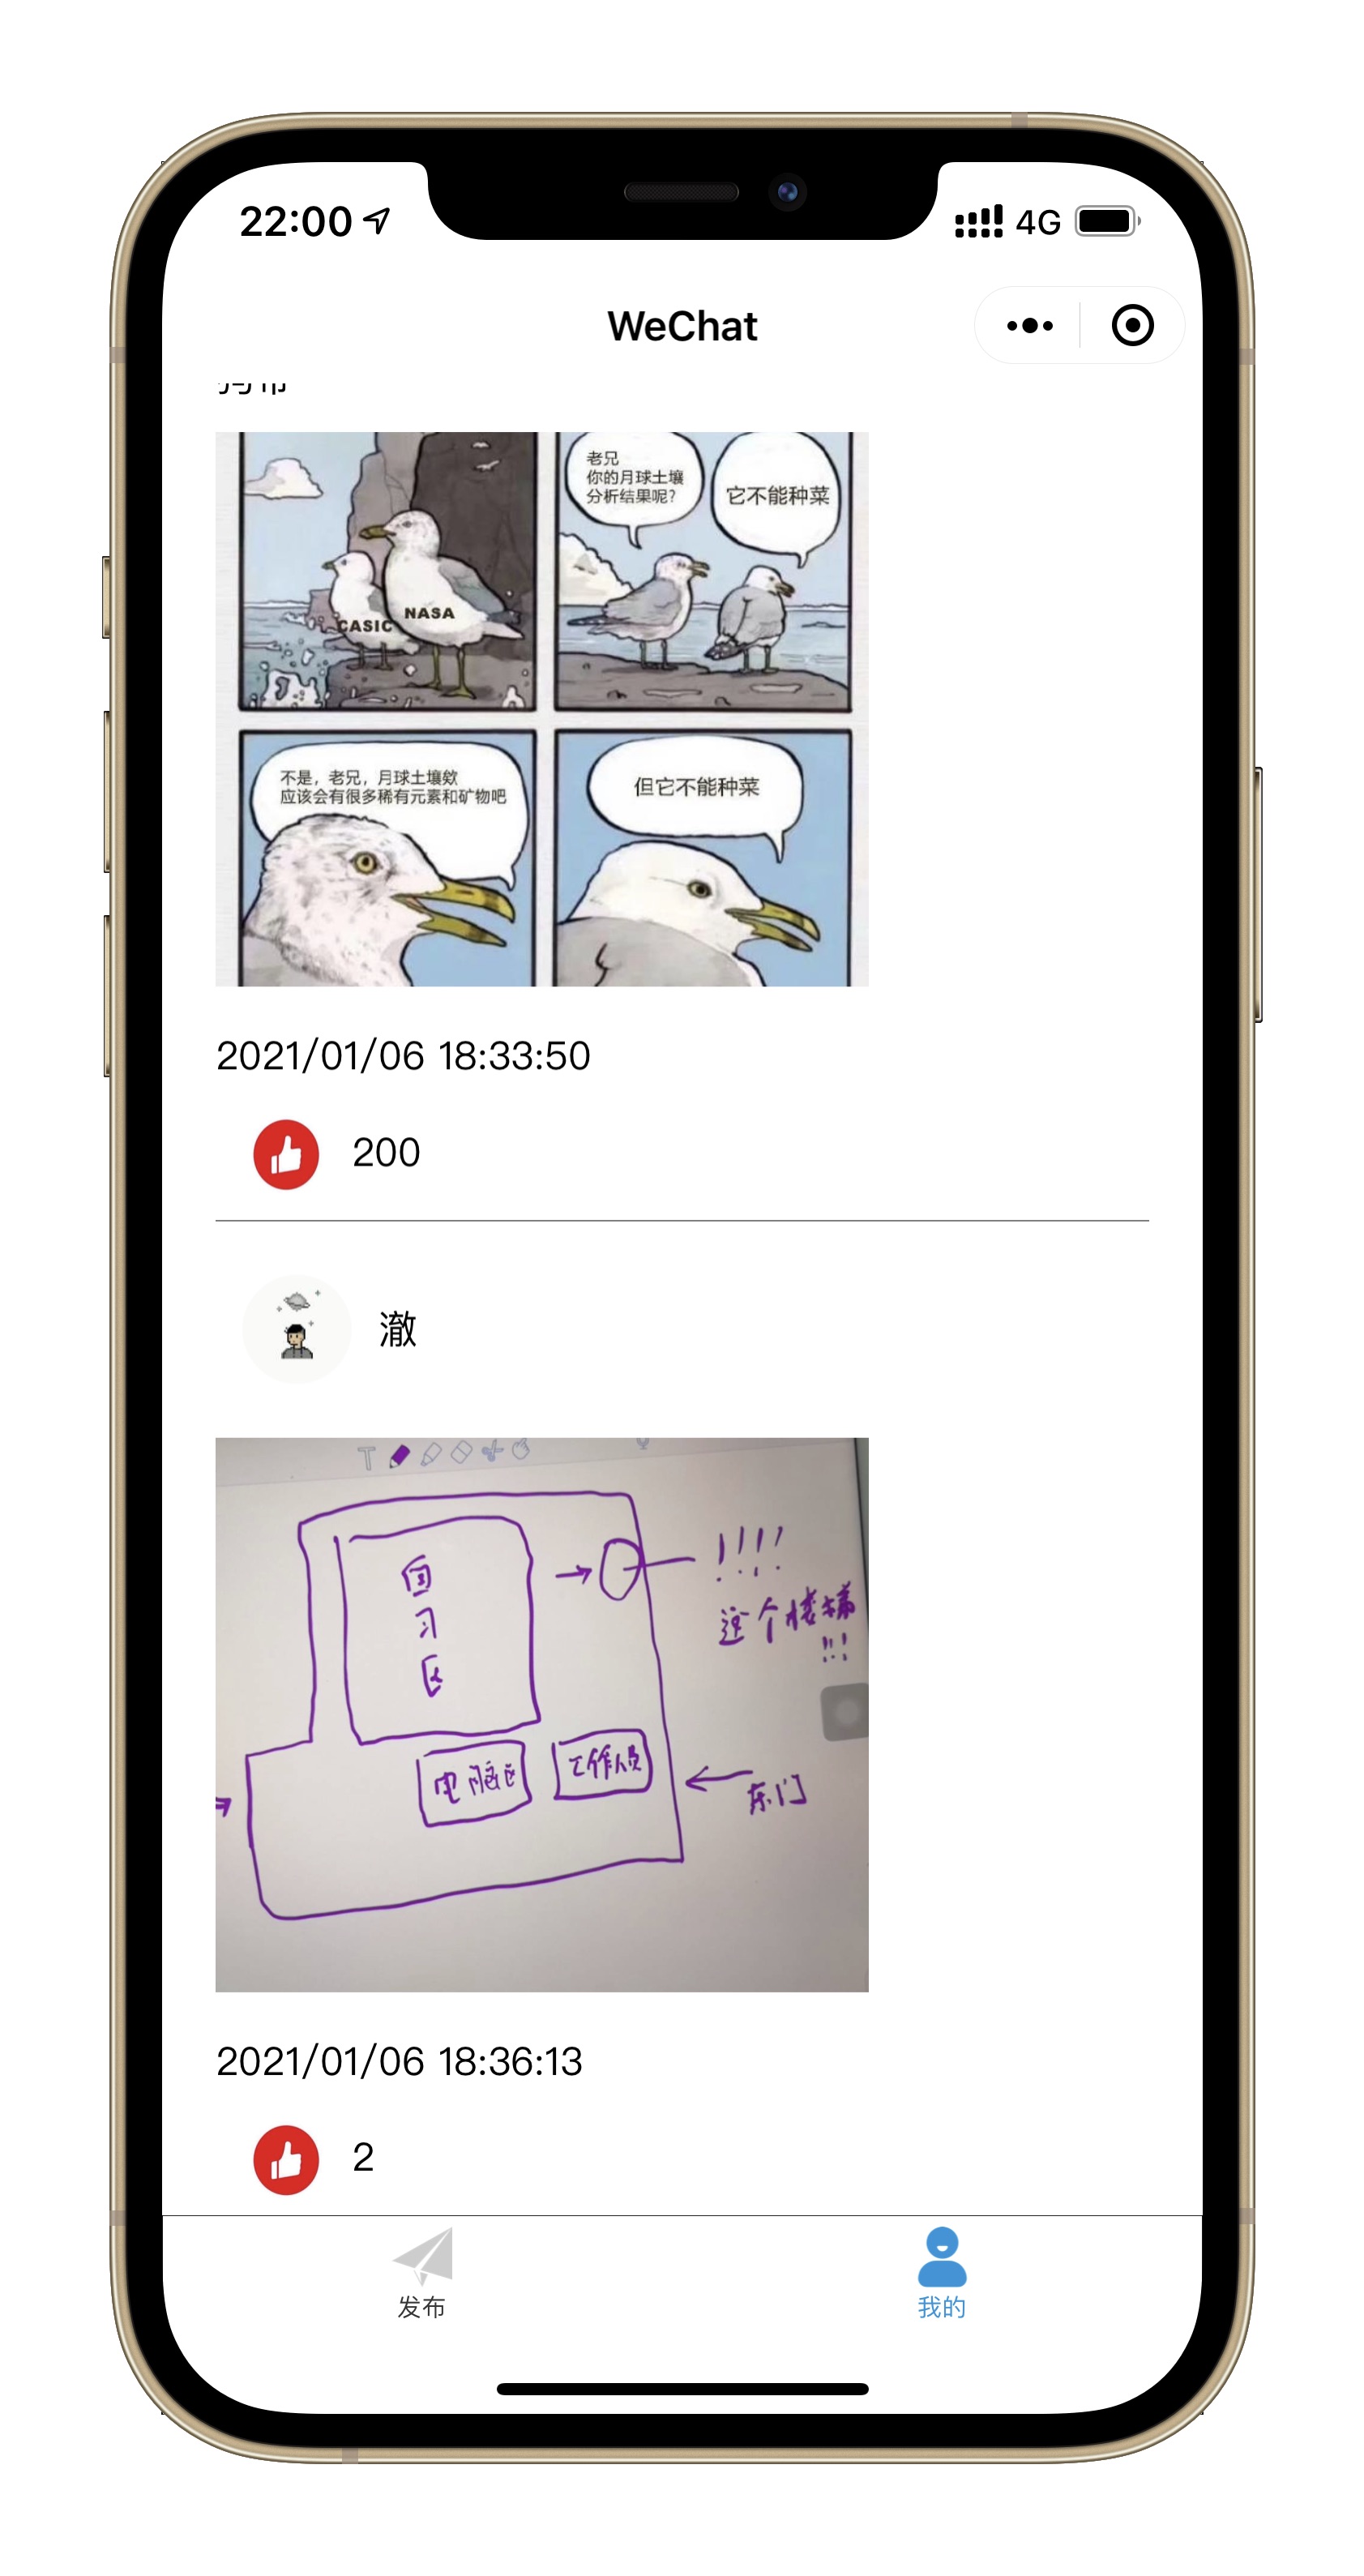 22:00
4G
WeChat
CASIC
NASA
老兄
你的月球土壤
分析结果呢?
它不能种菜
不是，老兄，月球土壤欸
应该会有很多稀有元素和矿物吧
但它不能种菜
2021/01/06 18:33:50
200
澈
T
习
区
!!!!
这个楼梯
!!!
电脑区
工作人员
东门
2021/01/06 18:36:13
2
发布
我的